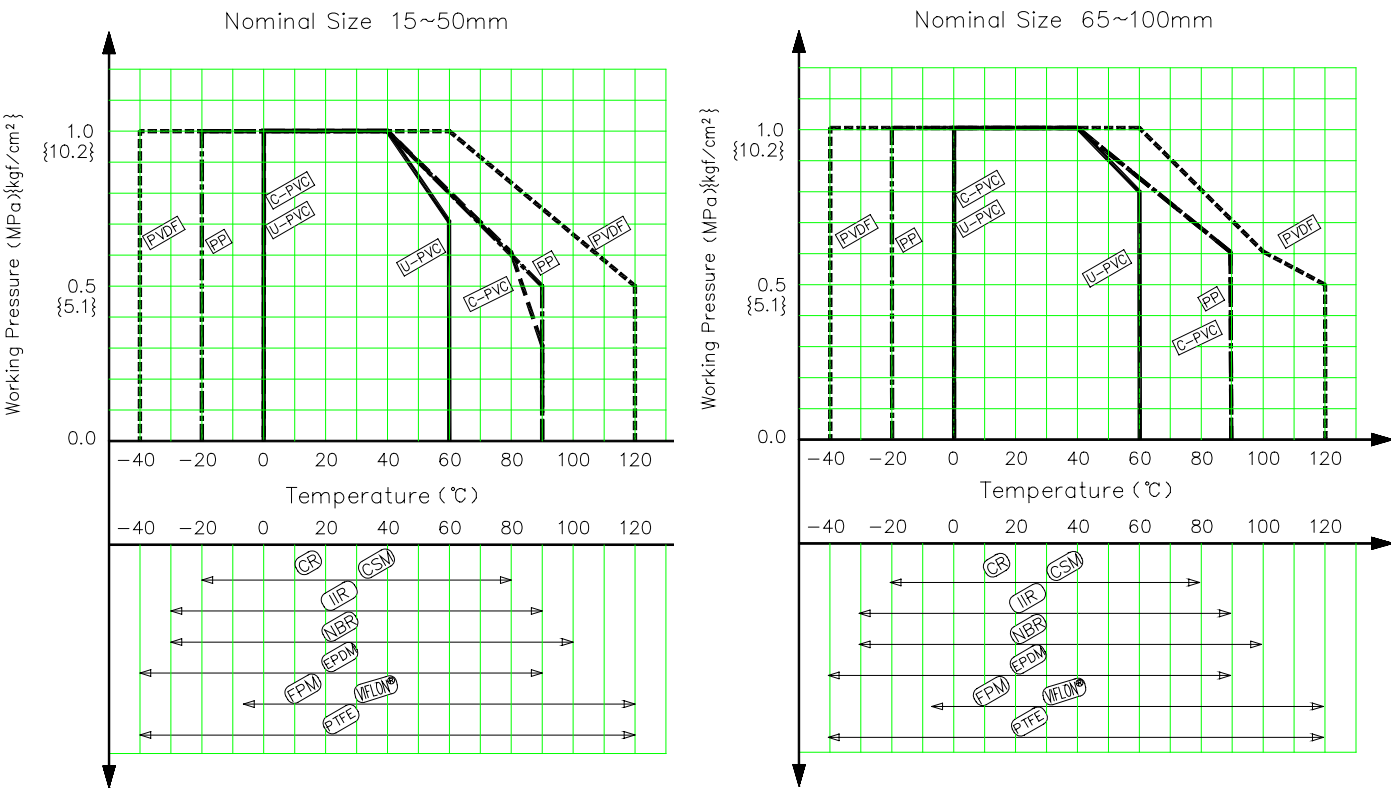 Nominal Size 15~50mm
Working Pressure (MPa){kgf/cm²}
1.0
{10.2}
0.5
{5.1}
0.0
C-PVC
U-PVC
PVDF
PP
U-PVC
C-PVC
PP
PVDF
-40 -20 0 20 40 60 80 100 120
Temperature (℃)
-40 -20 0 20 40 60 80 100 120
CR CSM
IIR
NBR
EPDM
FPM VIFLON®
PTFE
Nominal Size 65~100mm
Working Pressure (MPa){kgf/cm²}
1.0
{10.2}
0.5
{5.1}
0.0
C-PVC
U-PVC
PVDF
PP
U-PVC
PVDF
PP
C-PVC
-40 -20 0 20 40 60 80 100 120
Temperature (℃)
-40 -20 0 20 40 60 80 100 120
CR CSM
IIR
NBR
EPDM
FPM VIFLON®
PTFE